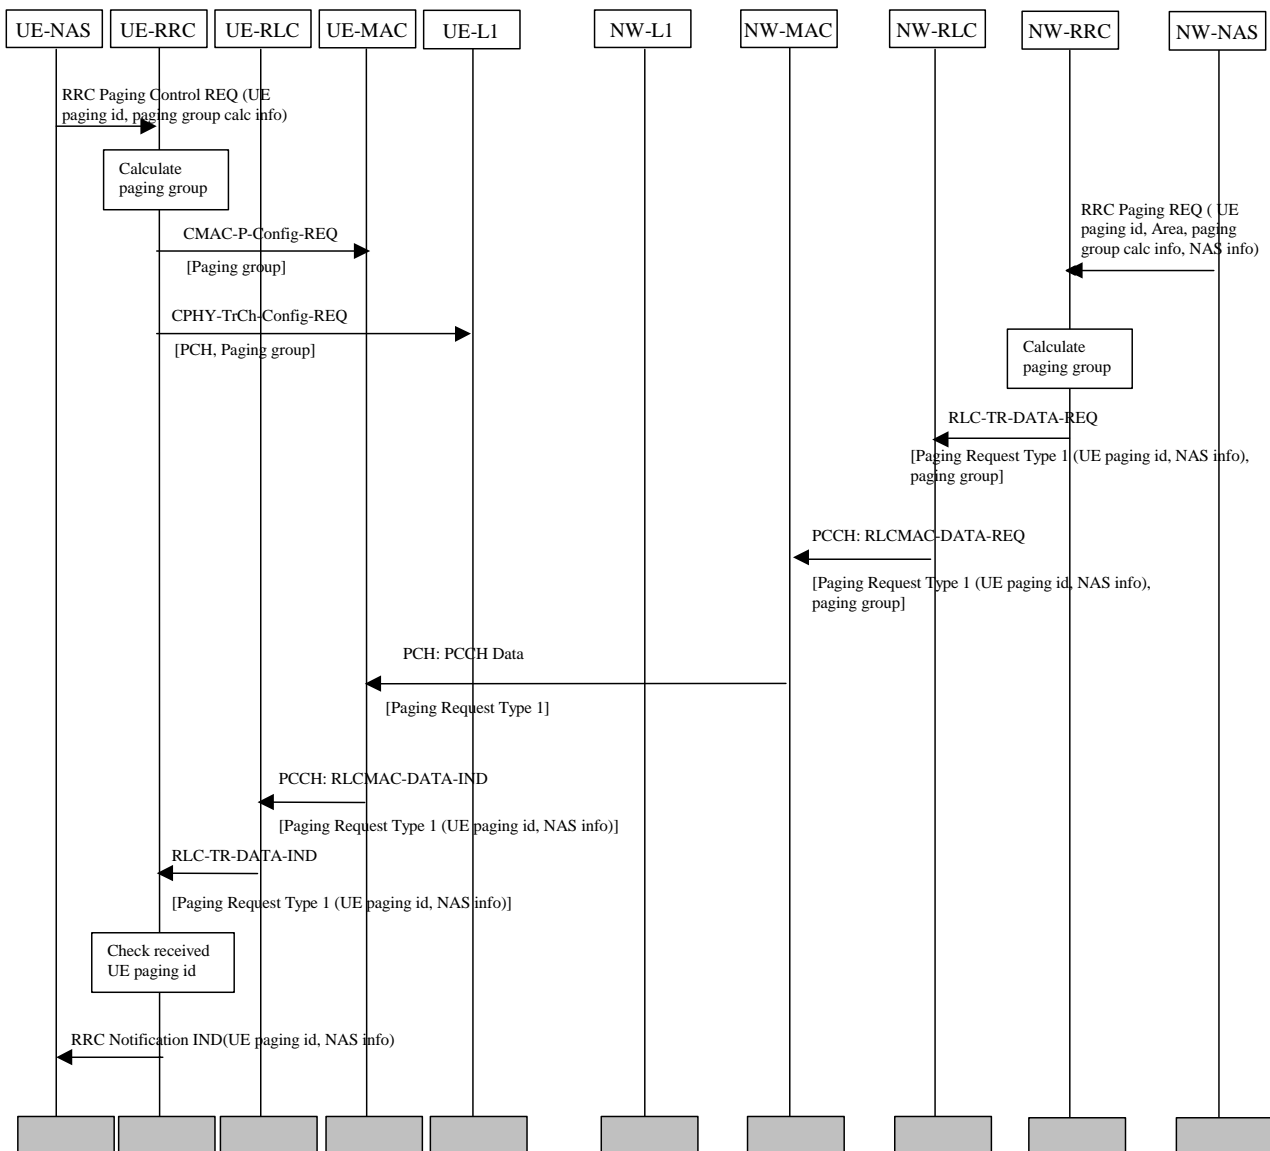 UE-NAS
UE-RRC
UE-RLC
UE-MAC
UE-L1
NW-L1
NW-MAC
NW-RLC
NW-RRC
NW-NAS
RRC Paging Control REQ (UE
paging id, paging group calc info)
Calculate
paging group
RRC Paging REQ ( UE
paging id, Area, paging
group calc info, NAS info)
CMAC-P-Config-REQ
[Paging group]
CPHY-TrCh-Config-REQ
[PCH, Paging group]
Calculate
paging group
RLC-TR-DATA-REQ
[Paging Request Type 1 (UE paging id, NAS info),
paging group]
PCCH: RLCMAC-DATA-REQ
[Paging Request Type 1 (UE paging id, NAS info),
paging group]
PCH: PCCH Data
[Paging Request Type 1]
PCCH: RLCMAC-DATA-IND
[Paging Request Type 1 (UE paging id, NAS info)]
RLC-TR-DATA-IND
[Paging Request Type 1 (UE paging id, NAS info)]
Check received
UE paging id
RRC Notification IND(UE paging id, NAS info)